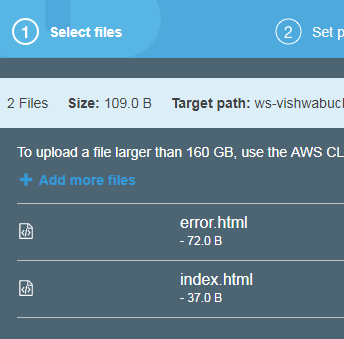 1 Select files 2 Set p
2 Files Size: 109.0 B Target path: ws-vishwabuc
To upload a file larger than 160 GB, use the AWS CL
+ Add more files
error.html
- 72.0 B
index.html
- 37.0 B